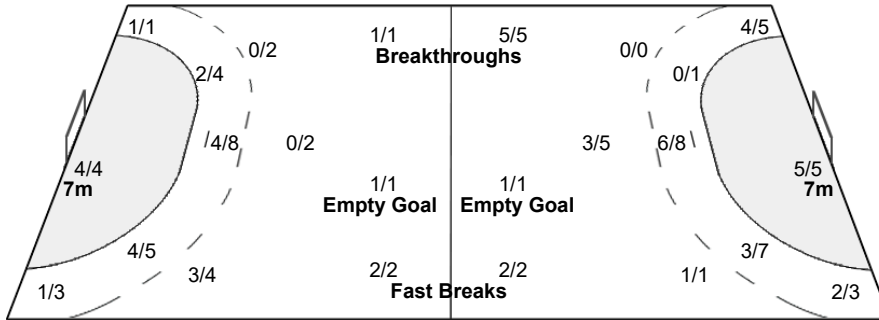 1/1 1/1 5/5 4/5
0/2 Breakthroughs 0/0
2/4 0/1
4/8 0/2 3/5 6/8
4/4 5/5
7m 1/1 1/1 7m
Empty Goal Empty Goal
4/5 3/7
3/4 2/2 2/2 1/1
1/3 Fast Breaks 2/3